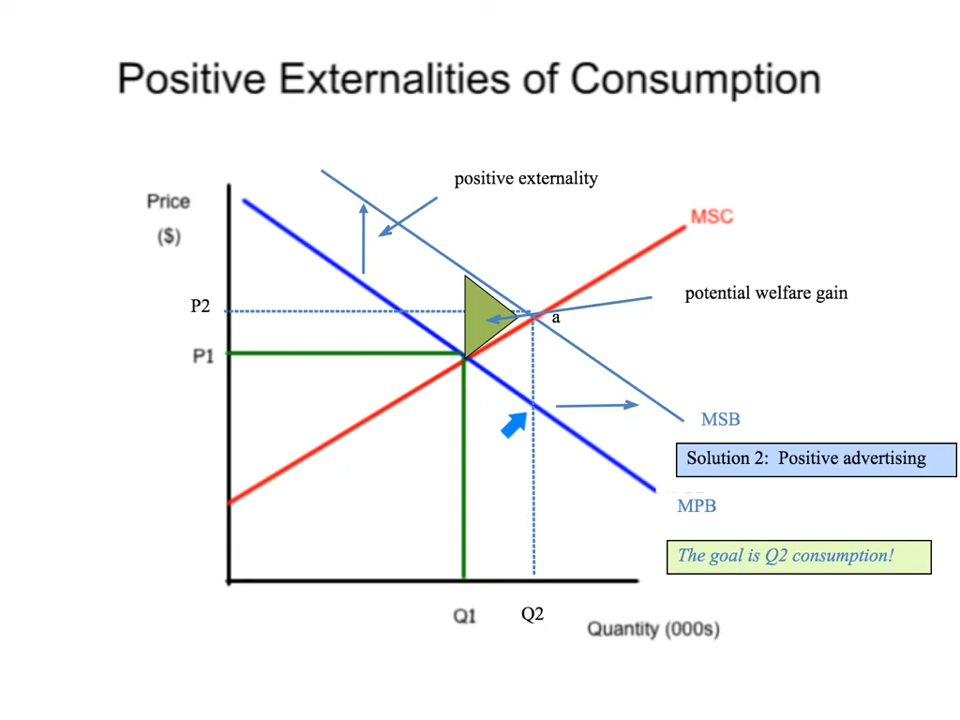 Positive Externalities of Consumption
positive externality
Price
($)
MSC
potential welfare gain
P2
a
P1
MSB
Solution 2: Positive advertising
MPB
The goal is Q2 consumption!
Q1
Q2
Quantity (000s)